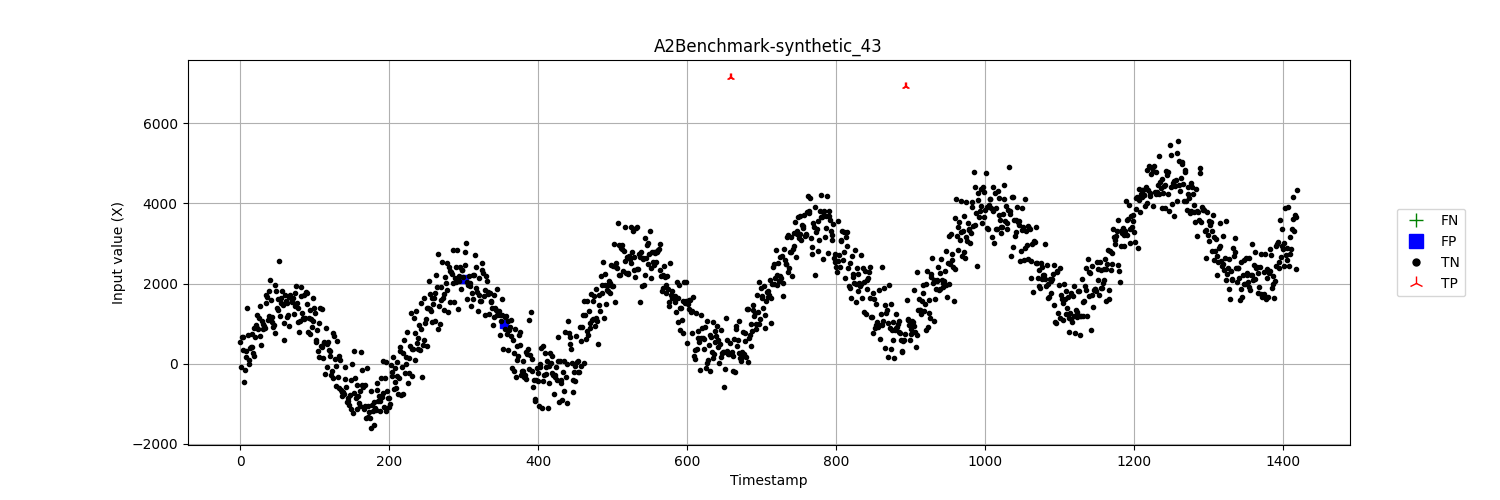 A2Benchmark-synthetic_43
Input value (X)
6000
4000
2000
0
−2000
0 200 400 600 800 1000 1200 1400
Timestamp
FN
FP
TN
TP